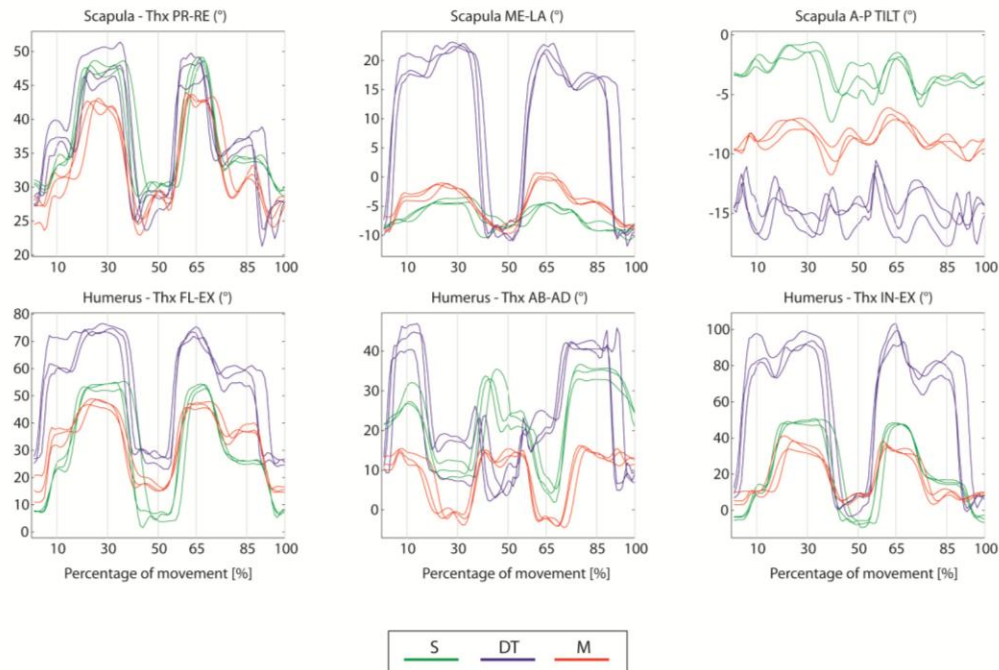 Scapula - Thx PR-RE (°)
Scapula ME-LA (°)
Scapula A-P TILT (°)
50
45
40
35
30
25
20
10 30 50 65 85 100
20
15
10
5
0
-5
-10
10 30 50 65 85 100
0
-5
-10
-15
10 30 50 65 85 100
Humerus - Thx FL-EX (°)
Humerus - Thx AB-AD (°)
Humerus - Thx IN-EX (°)
80
70
60
50
40
30
20
10
0
10 30 50 65 85 100
40
30
20
10
0
10 30 50 65 85 100
100
80
60
40
20
0
10 30 50 65 85 100
Percentage of movement [%]
Percentage of movement [%]
Percentage of movement [%]
S DT M